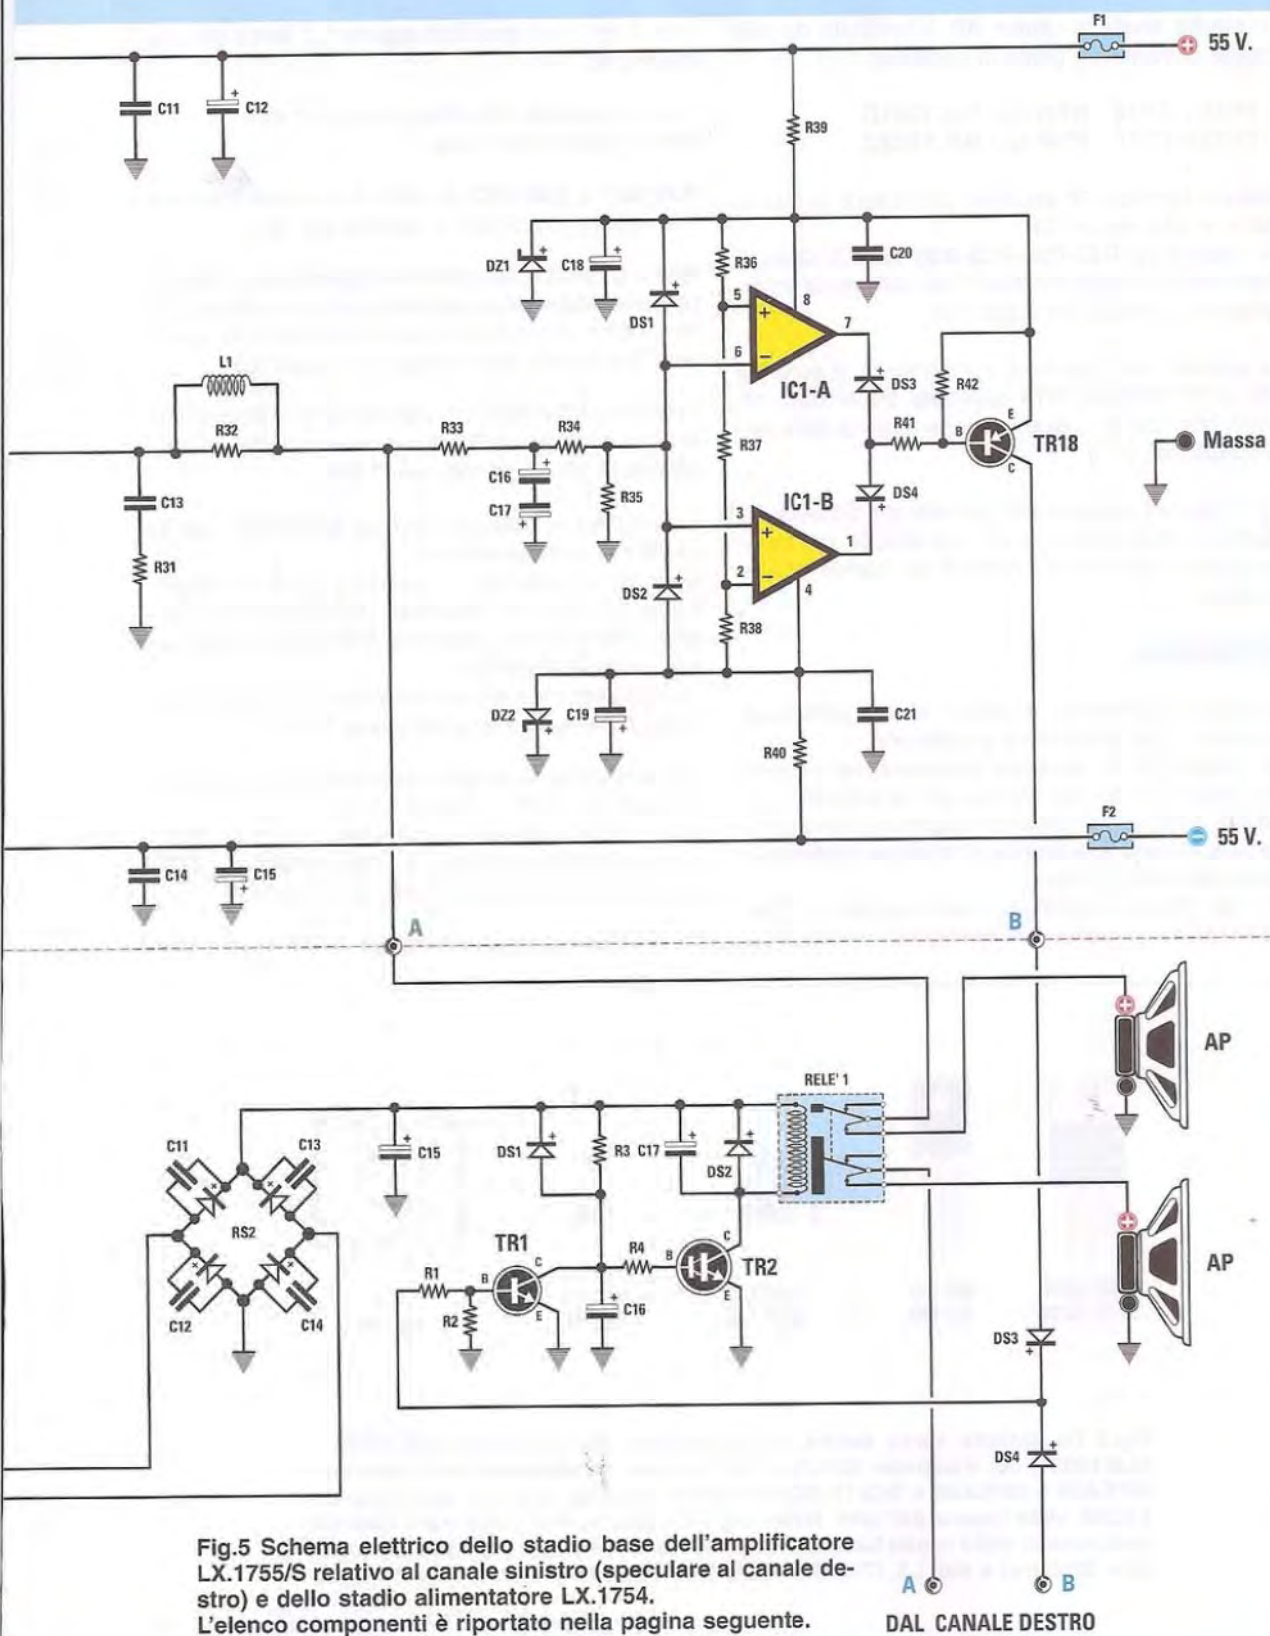 F1
55 V.
C11
C12
R39
DZ1
C18
R36
C20
DS1
5
8
7
6
IC1-A
DS3
R42
L1
R32
R33
R34
R37
R41
B
E
C
TR18
Massa
C16
C17
R35
C13
R31
IC1-B
DS4
3
1
2
4
DS2
R38
DZ2
C19
C21
R40
F2
55 V.
C14
C15
A
B
AP
RELE' 1
C11
C13
C15
DS1
R3
C17
DS2
RS2
C12
C14
TR1
R1
B
C
E
R2
R4
C16
B
C
E
TR2
AP
DS3
DS4
Fig.5 Schema elettrico dello stadio base dell'amplificatore
LX.1755/S relativo al canale sinistro (speculare al canale de-
stro) e dello stadio alimentatore LX.1754.
L'elenco componenti è riportato nella pagina seguente.
A
B
DAL CANALE DESTRO